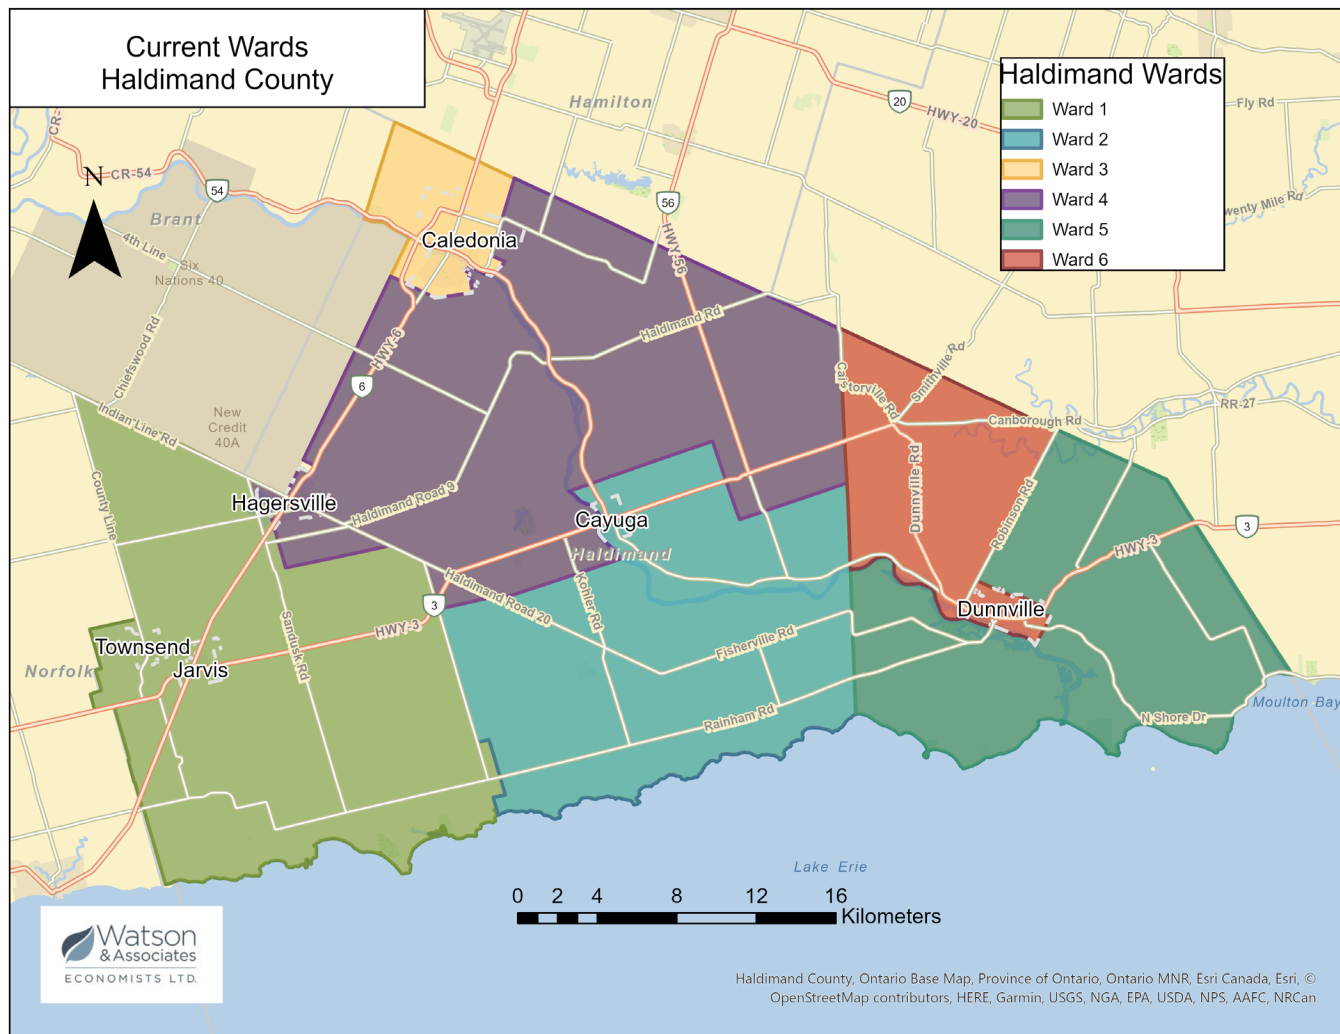 Current Wards
Haldimand County
Haldimand Wards
Ward 1
Ward 2
Ward 3
Ward 4
Ward 5
Ward 6
Hamilton
20
HWY-20
Fly Rd
CR-54
54
N
Brant
4th Line
Six
Nations 40
56
HWY-56
Caledonia
Chiefswood Rd
HWY-6
6
Haldimand Rd
Caistorville Rd
Smithville Rd
RR-27
New
Credit
40A
Indian Line Rd
Canborough Rd
County Line
Hagersville
Haldimand Road 9
Cayuga
Haldimand
Dunnville Rd
Robinson Rd
3
HWY-3
Haldimand Road 20
Kohler Rd
3
HWY-3
Dunnville
Sandusk Rd
Fisherville Rd
Townsend
Jarvis
Norfolk
Rainham Rd
N Shore Dr
Moulton Bay
Lake Erie
0 2 4 8 12 16
Kilometers
Watson
& Associates
ECONOMISTS LTD.
Haldimand County, Ontario Base Map, Province of Ontario, Ontario MNR, Esri Canada, Esri, ©
OpenStreetMap contributors, HERE, Garmin, USGS, NGA, EPA, USDA, NPS, AAFC, NRCan